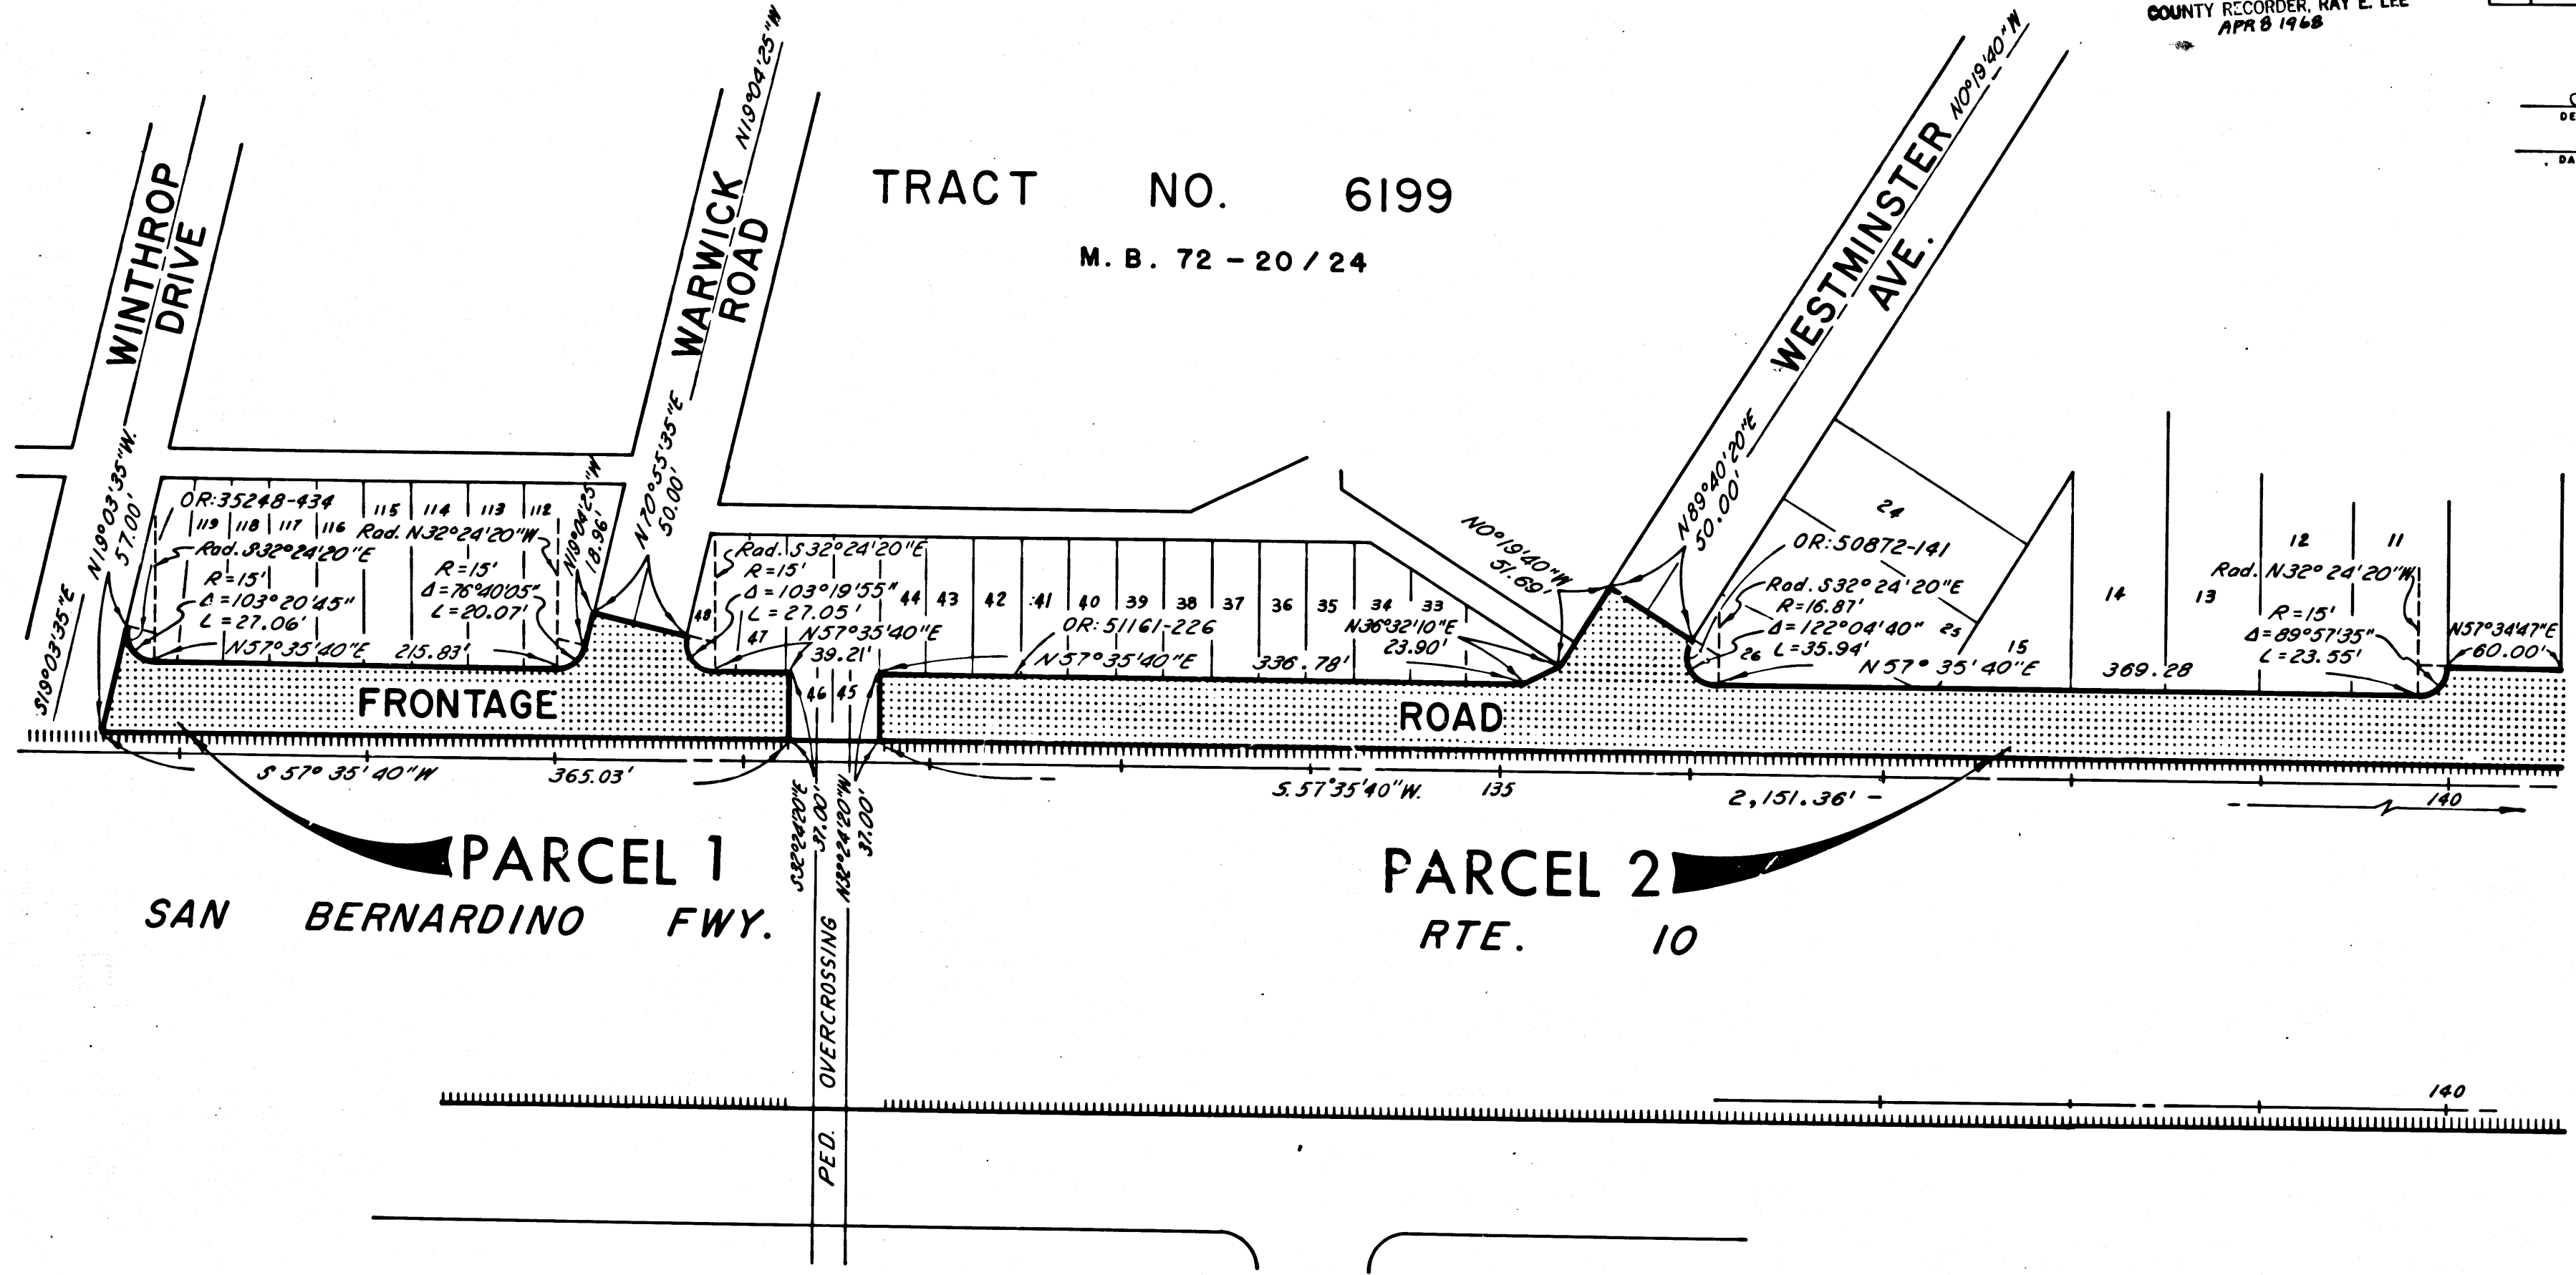 COUNTY RECORDER, RAY E. LEE
APR 8 1968
TRACT NO. 6199
M. B. 72 - 20 / 24
WINTHROP
DRIVE
WARWICK
ROAD
N19°04'25"W
WESTMINSTER
AVE.
N0°19'40"W
S19°03'35"E
N19°03'35"W.
57.00'
OR:35248-434
119 118 117 116 115 114 113 112
Rad. S32°24'20"E
R=15'
Δ=103°20'45"
L=27.06'
N57°35'40"E 215.83'
Rad. N32°24'20"W
R=15'
Δ=76°40'05"
L=20.07'
N19°04'25"W
18.96'
N70°55'35"E
50.00'
Rad. S32°24'20"E
R=15'
Δ=103°19'55"
L=27.05'
48 47
N57°35'40"E
39.21'
46 45
44 43 42 41 40 39 38 37 36 35 34 33
OR:51161-226
N57°35'40"E 336.78'
N36°32'10"E
23.90'
N0°19'40"W
51.69'
N89°40'20"E
50.00'
24
OR:50872-141
Rad. S32°24'20"E
R=16.87'
Δ=122°04'40"
L=35.94'
26 25 15 14 13 12 11
N57°35'40"E 369.28
Rad. N32°24'20"W
R=15'
Δ=89°57'35"
L=23.55'
N57°34'47"E
60.00'
FRONTAGE ROAD
S 57° 35' 40"W 365.03'
S32°24'20"E
37.00'
N32°24'20"W
37.00'
S.57°35'40"W. 135 2,151.36' 140
PARCEL 1
PARCEL 2
SAN BERNARDINO FWY.
RTE. 10
PED. OVERCROSSING
140